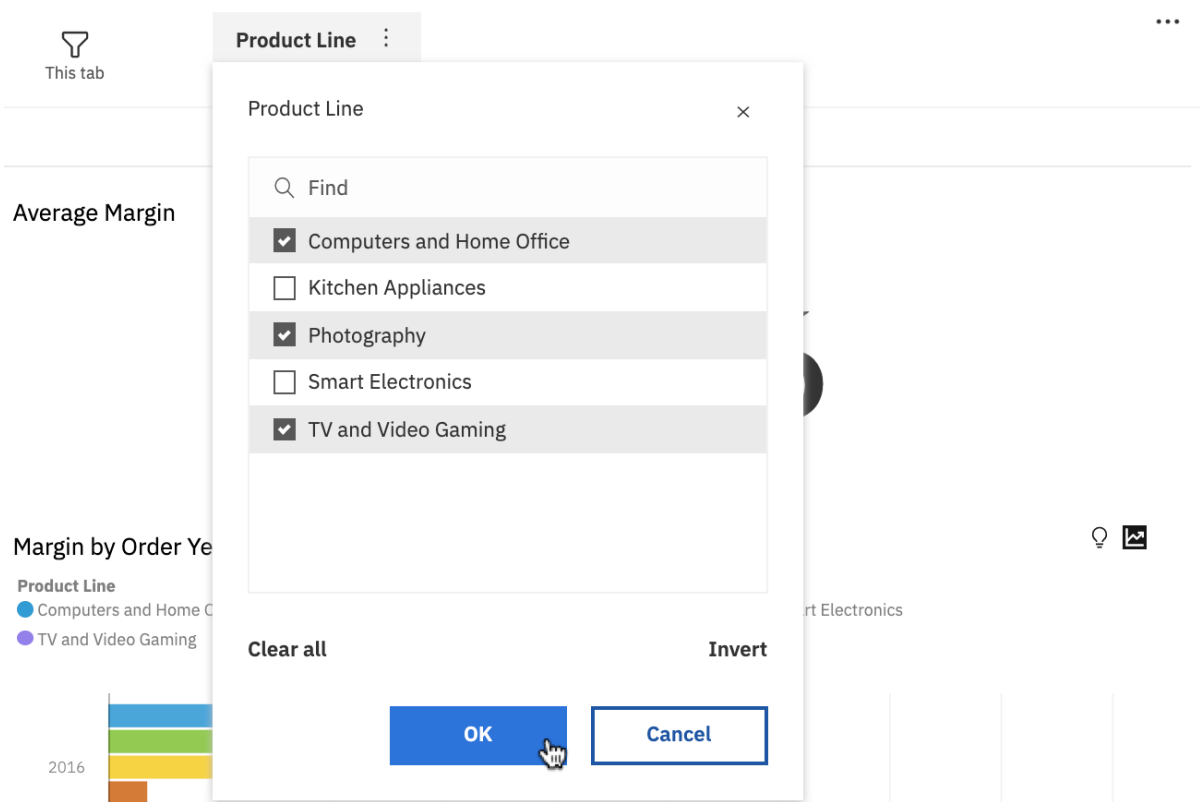 Product Line
This tab
Product Line
Find
Average Margin
Computers and Home Office
Kitchen Appliances
Photography
Smart Electronics
TV and Video Gaming
Margin by Order Ye
Product Line
Computers and Home
rt Electronics
TV and Video Gaming
Clear all
Invert
OK
Cancel
2016